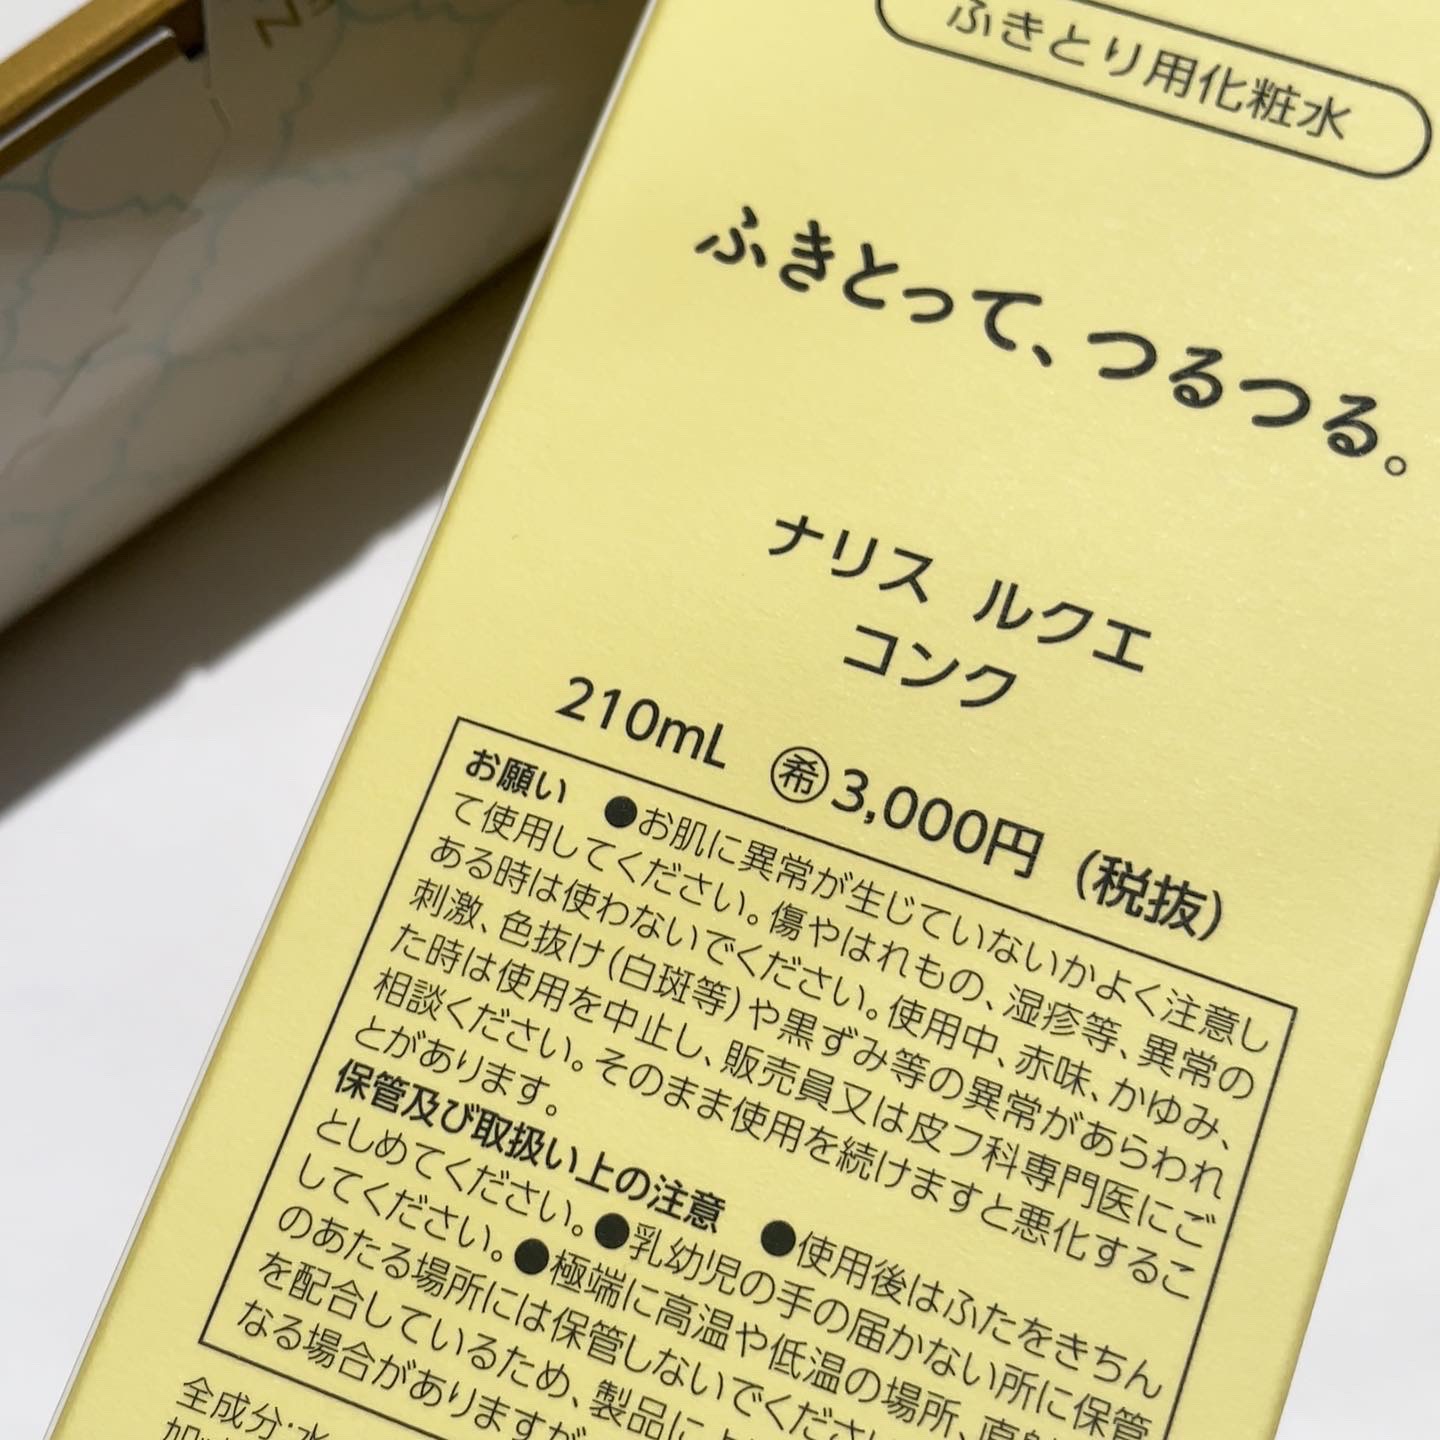 ふきとり用化粧水
ふきとって、つるつる。
ナリス ルクエ
コンク
210mL ㊒3,000円（税抜）
お願い ●お肌に異常が生じていないかよく注意し
て使用してください。傷やはれもの、湿疹等、異常の
ある時は使わないでください。使用中、赤味、かゆみ、
刺激、色抜け(白斑等)や黒ずみ等の異常があらわれ
た時は使用を中止し、販売員又は皮フ科専門医にご
相談ください。そのまま使用を続けますと悪化するこ
とがあります。
保管及び取扱い上の注意 ●使用後はふたをきちん
としめてください。●乳幼児の手の届かない所に保管
してください。●極端に高温や低温の場所、直射
のあたる場所には保管しないでくださ
を配合しているため、製品に
なる場合がありますが
全成分・水